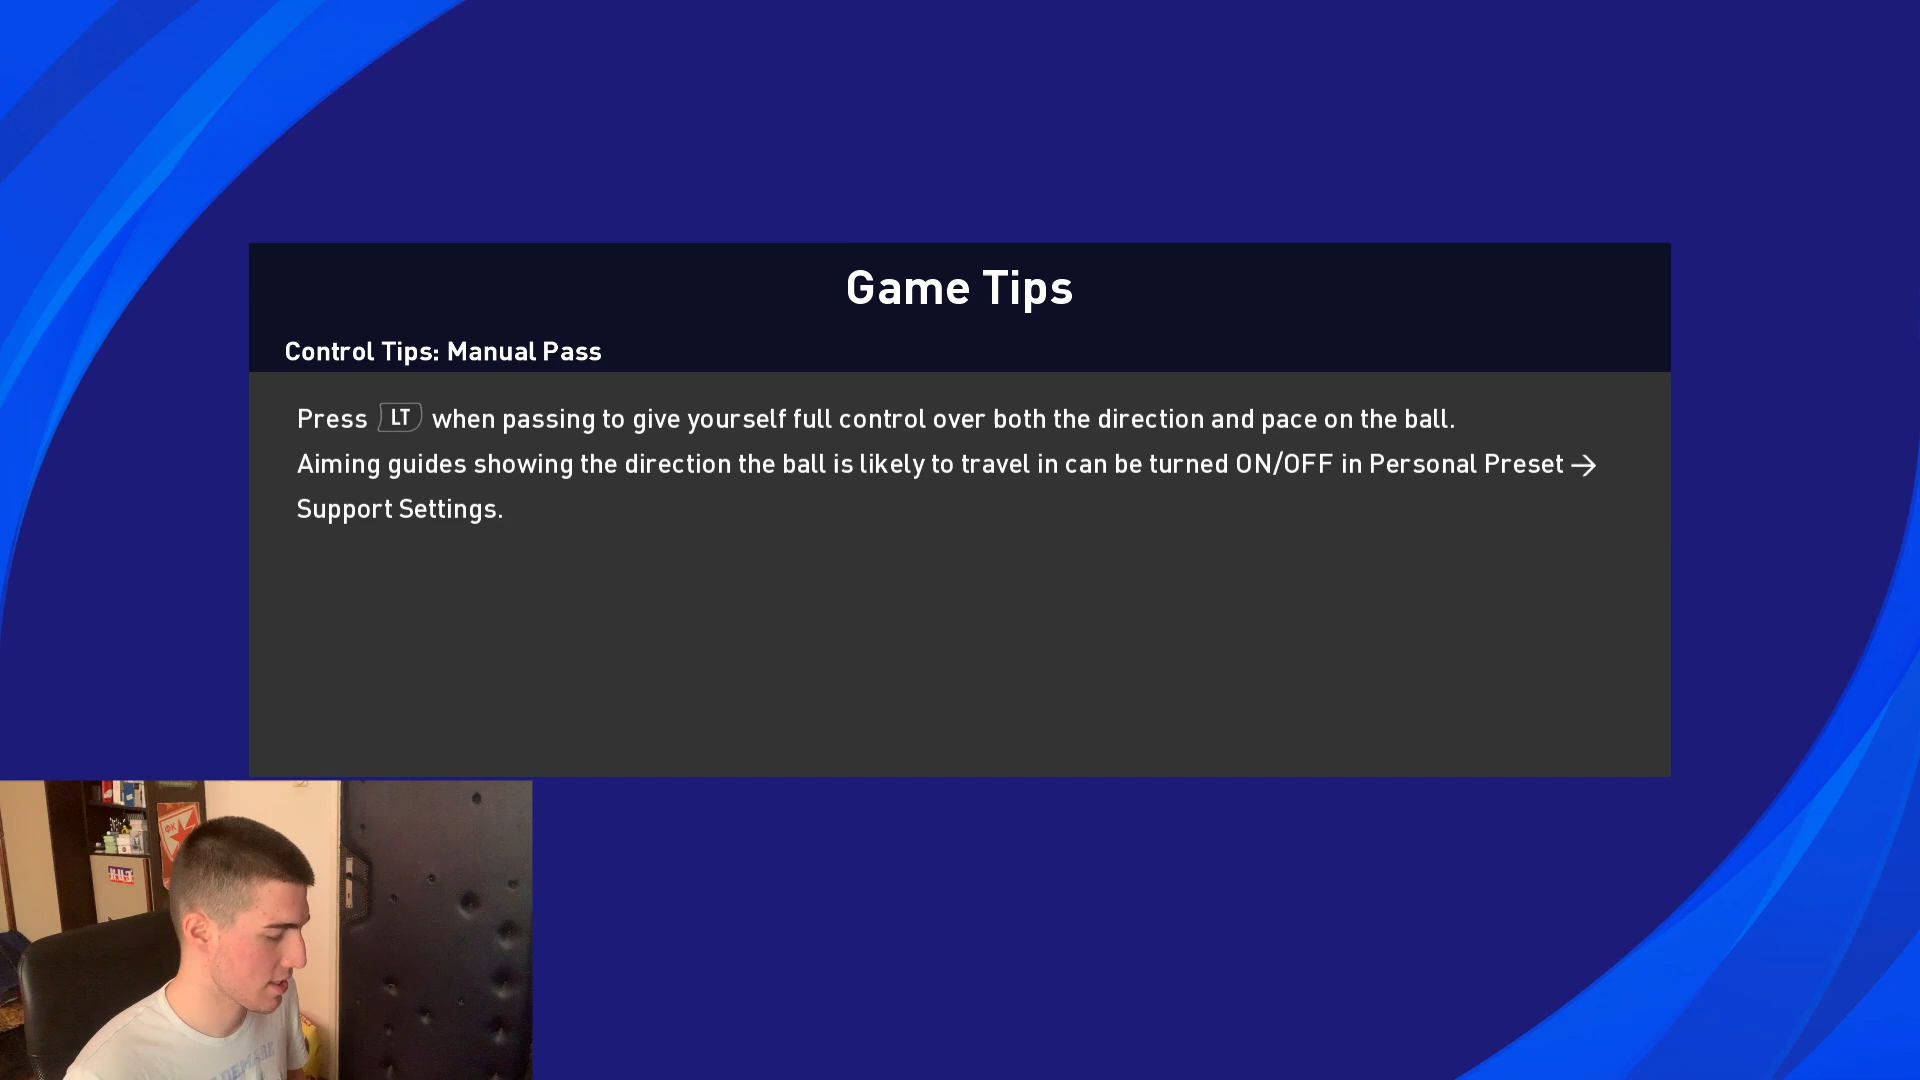 Game Tips
Control Tips: Manual Pass
Press LT when passing to give yourself full control over both the direction and pace on the ball.
Aiming guides showing the direction the ball is likely to travel in can be turned ON/OFF in Personal Preset →
Support Settings.
ФК